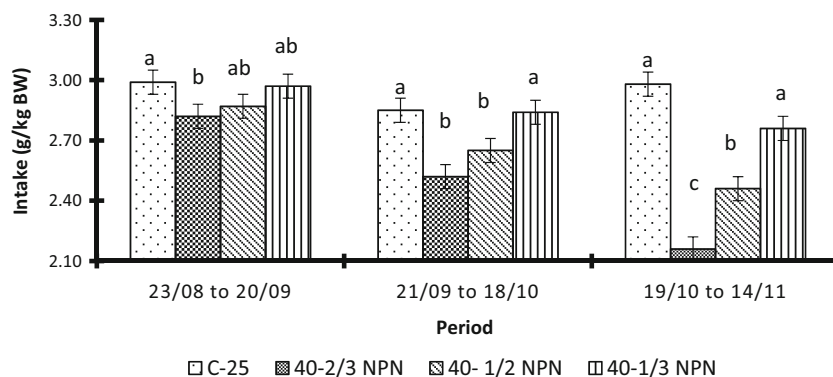 3.30
3.00
2.70
2.40
2.10
Intake (g/kg BW)
a b ab ab
a b b a
a c b a
23/08 to 20/09 21/09 to 18/10 19/10 to 14/11
Period
C-25 40-2/3 NPN 40- 1/2 NPN 40-1/3 NPN